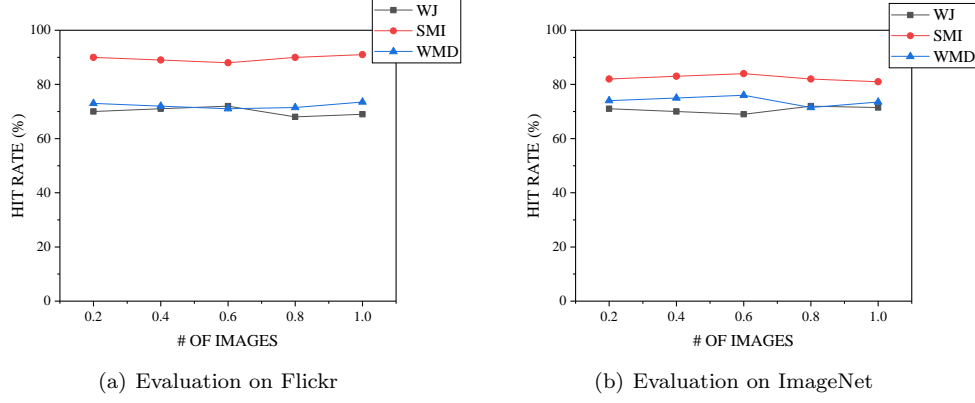 WJ
SMI
WMD
100
80
60
40
20
0
HIT RATE (%)
0.2 0.4 0.6 0.8 1.0
# OF IMAGES
(a) Evaluation on Flickr
WJ
SMI
WMD
100
80
60
40
20
0
HIT RATE (%)
0.2 0.4 0.6 0.8 1.0
# OF IMAGES
(b) Evaluation on ImageNet